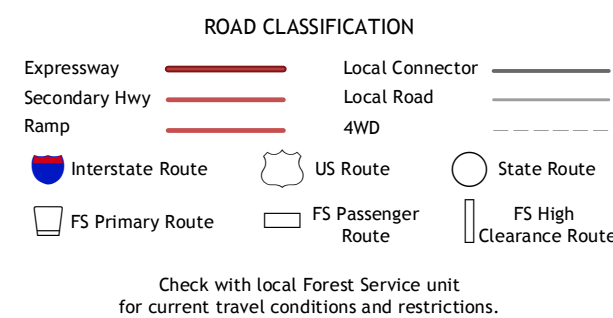 ROAD CLASSIFICATION
Expressway
Local Connector
Secondary Hwy
Local Road
Ramp
4WD
Interstate Route
US Route
State Route
FS Primary Route
FS Passenger
Route
FS High
Clearance Route
Check with local Forest Service unit
for current travel conditions and restrictions.